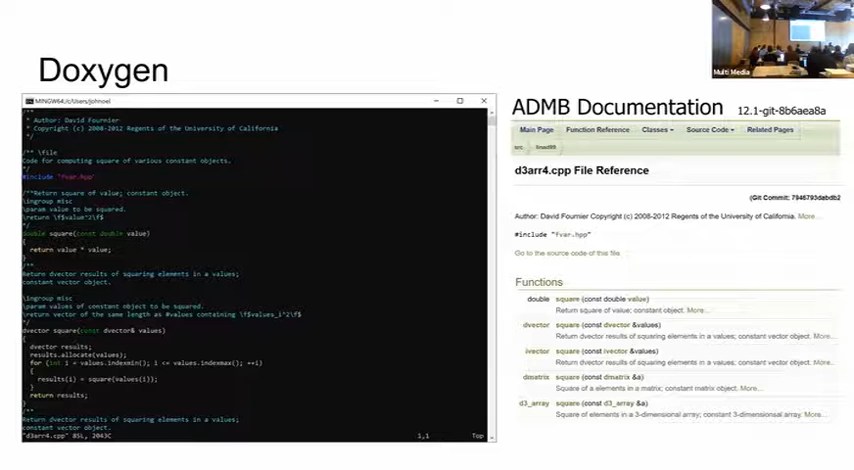 Multi Media
Doxygen
MINGW64:/c/Users/johnoel
/**
* Author: David Fournier
* Copyright (c) 2008-2012 Regents of the University of California
*/
/** \file
Code for computing square of various constant objects.
*/
#include "fvar.hpp"
/**Return square of value; constant object.
\ingroup misc
\param value to be squared.
\return \f$value^2\f$
*/
double square(const double value)
{
return value * value;
}
/**
Return dvector results of squaring elements in a values;
constant vector object.
\ingroup misc
\param values of constant object to be squared.
\return vector of the same length as #values containing \f$values_i^2\f$
*/
dvector square(const dvector& values)
{
dvector results;
results.allocate(values);
for (int i = values.indexmin(); i <= values.indexmax(); ++i)
{
results(i) = square(values(i));
}
return results;
}
/**
Return dvector results of squaring elements in a values;
constant vector object.
"d3arr4.cpp" 85L, 2043C 1,1 Top
ADMB Documentation 12.1-git-8b6aea8a
Main Page Function Reference Classes Source Code Related Pages
src linad99
d3arr4.cpp File Reference
(Git Commit: 7946793dabdb2
Author: David Fournier Copyright (c) 2008-2012 Regents of the University of California. More...
#include "fvar.hpp"
Go to the source code of this file.
Functions
double square (const double value)
Return square of value; constant object. More...
dvector square (const dvector &values)
Return dvector results of squaring elements in a values; constant vector object. More...
ivector square (const ivector &values)
Return dvector results of squaring elements in a values; constant vector object. More...
dmatrix square (const dmatrix &a)
Square of a elements in a matrix; constant matrix object. More...
d3_array square (const d3_array &a)
Square of elements in a 3-dimensional array; constant 3-dimensionsal array. More...